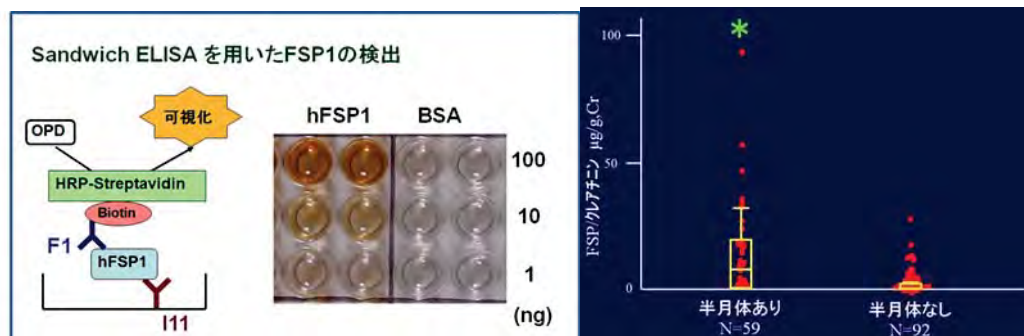 Sandwich ELISA を用いたFSP1の検出
可視化
OPD
HRP-Streptavidin
Biotin
F1
hFSP1
I11
hFSP1 BSA
100
10
1
(ng)
FSP/クレアチニン μg/g,Cr
100
50
0
*
半月体あり
N=59
半月体なし
N=92